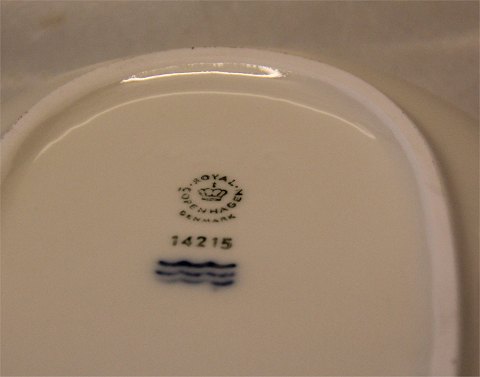 ROYAL
COPENHAGEN
DENMARK
14215